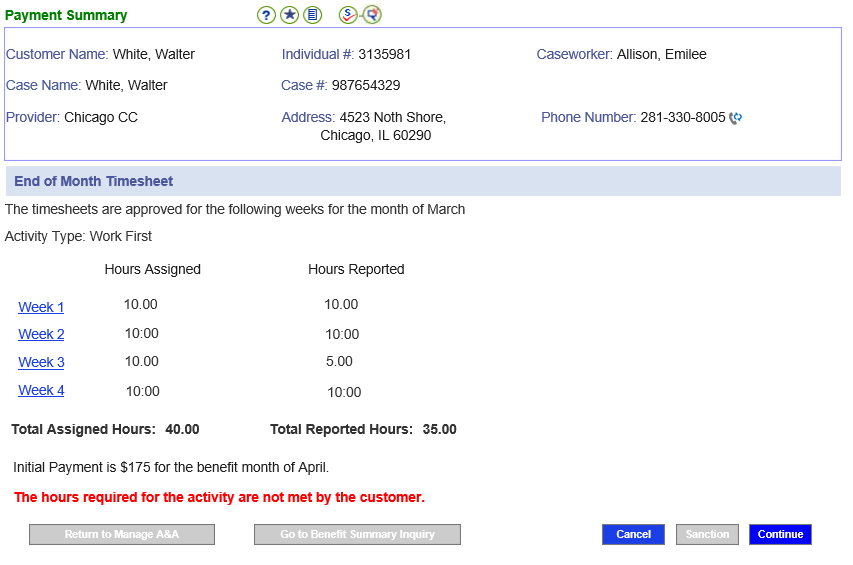 Payment Summary
Customer Name: White, Walter Individual #: 3135981 Caseworker: Allison, Emilee
Case Name: White, Walter Case #: 987654329
Provider: Chicago CC Address: 4523 Noth Shore, Phone Number: 281-330-8005
Chicago, IL 60290
End of Month Timesheet
The timesheets are approved for the following weeks for the month of March
Activity Type: Work First
Hours Assigned Hours Reported
Week 1 10.00 10.00
Week 2 10:00 10:00
Week 3 10.00 5.00
Week 4 10:00 10:00
Total Assigned Hours: 40.00 Total Reported Hours: 35.00
Initial Payment is $175 for the benefit month of April.
The hours required for the activity are not met by the customer.
Return to Manage A&A Go to Benefit Summary Inquiry Cancel Sanction Continue